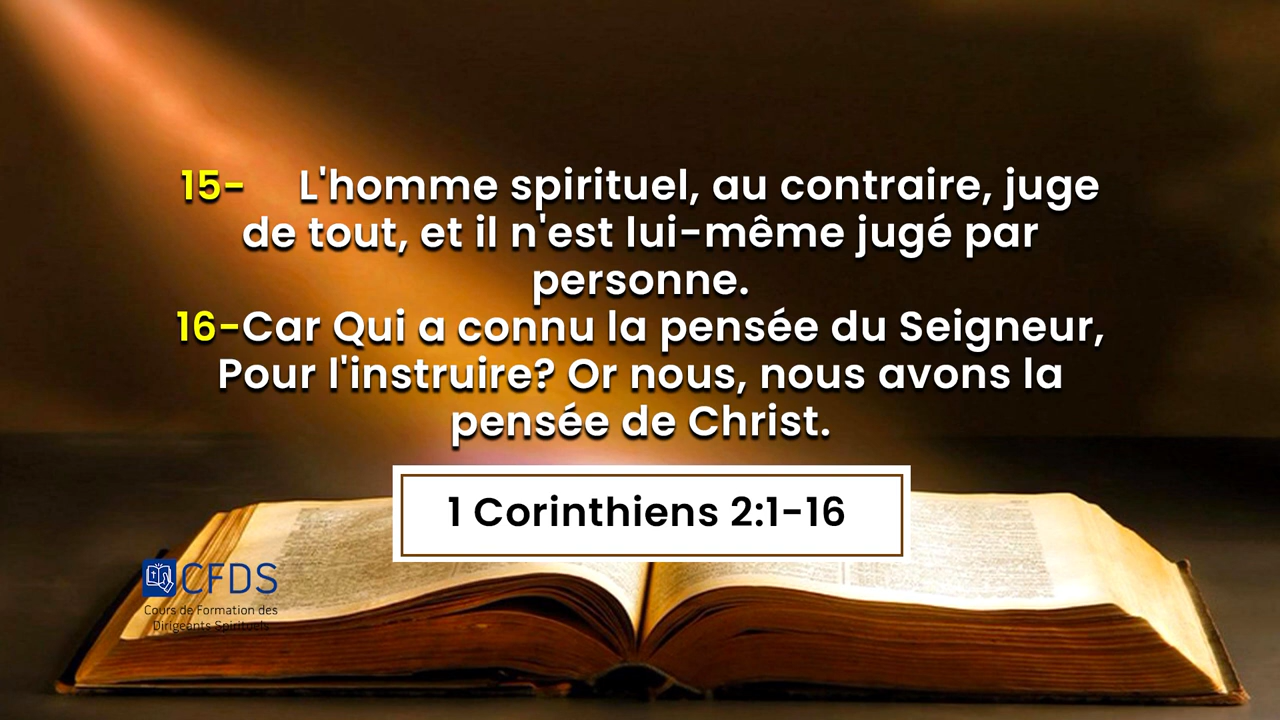 15- L'homme spirituel, au contraire, juge
de tout, et il n'est lui-même jugé par
personne.
16-Car Qui a connu la pensée du Seigneur,
Pour l'instruire? Or nous, nous avons la
pensée de Christ.
1 Corinthiens 2:1-16
CFDS
Cours de Formation des
Dirigeants Spirituels